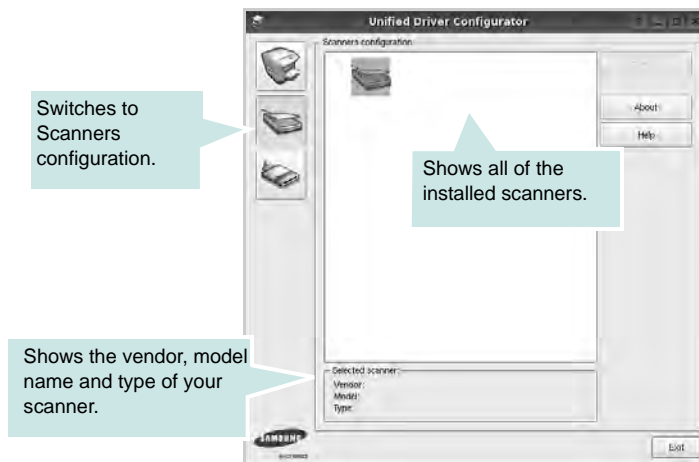 Unified Driver Configurator
Scanners configuration
Switches to
Scanners
configuration.
About
Help
Shows all of the
installed scanners.
Shows the vendor, model
name and type of your
scanner.
Selected scanner:
Vendor:
Model:
Type:
SAMSUNG
ELECTRONICS
Exit